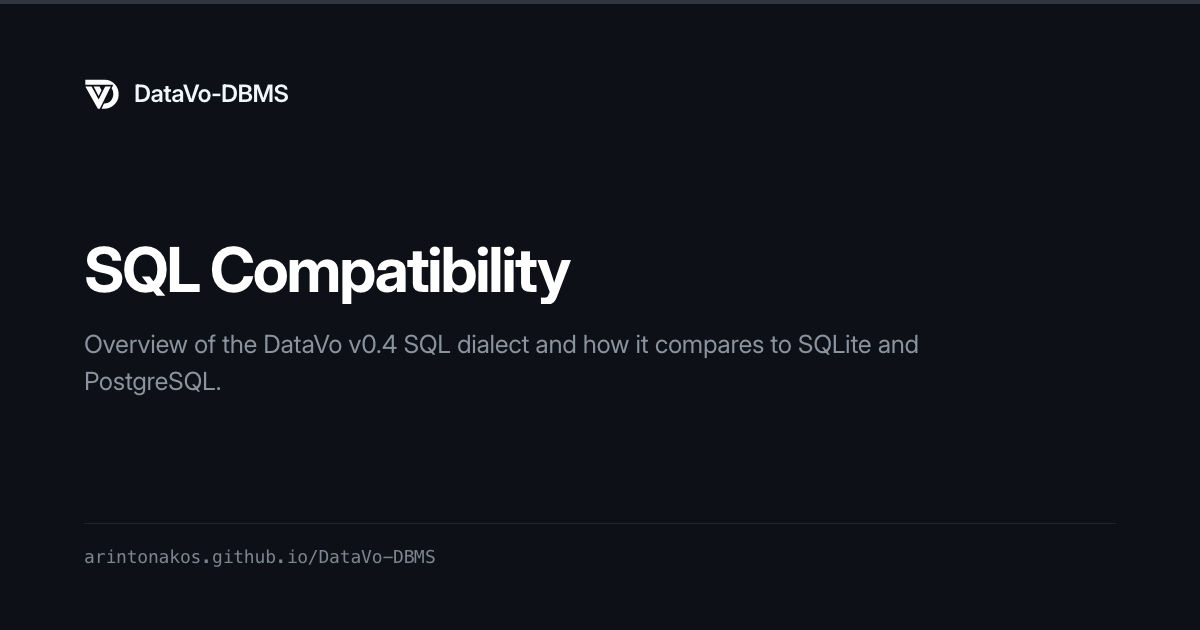 DataVo-DBMS
SQL Compatibility
Overview of the DataVo v0.4 SQL dialect and how it compares to SQLite and
PostgreSQL.
arintonakos.github.io/DataVo-DBMS